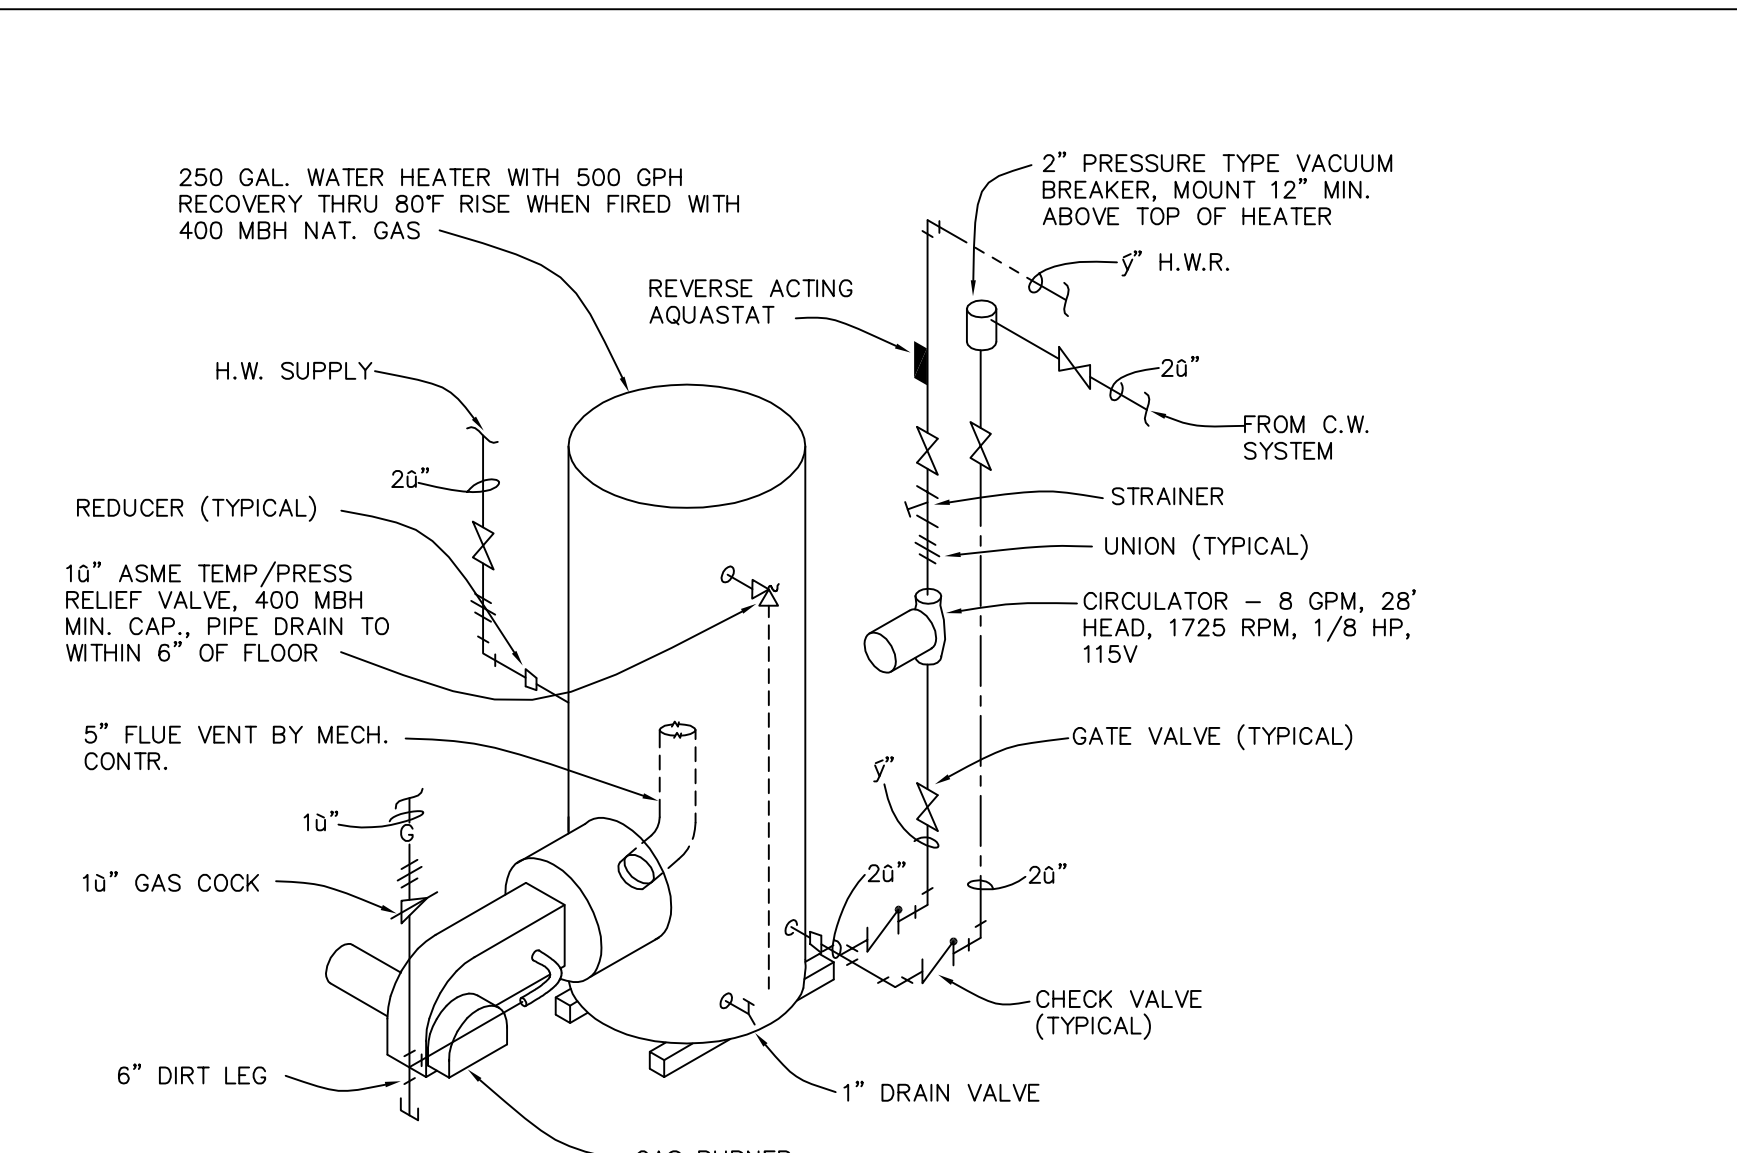 250 GAL. WATER HEATER WITH 500 GPH
RECOVERY THRU 80°F RISE WHEN FIRED WITH
400 MBH NAT. GAS
2” PRESSURE TYPE VACUUM
BREAKER, MOUNT 12” MIN.
ABOVE TOP OF HEATER
ý” H.W.R.
REVERSE ACTING
AQUASTAT
H.W. SUPPLY
2û”
FROM C.W.
SYSTEM
2û”
REDUCER (TYPICAL)
STRAINER
UNION (TYPICAL)
1û” ASME TEMP/PRESS
RELIEF VALVE, 400 MBH
MIN. CAP., PIPE DRAIN TO
WITHIN 6” OF FLOOR
CIRCULATOR – 8 GPM, 28’
HEAD, 1725 RPM, 1/8 HP,
115V
5” FLUE VENT BY MECH.
CONTR.
GATE VALVE (TYPICAL)
ý”
1ù”
G
1ù” GAS COCK
2û”
2û”
CHECK VALVE
(TYPICAL)
6” DIRT LEG
1” DRAIN VALVE
GAS BURNER